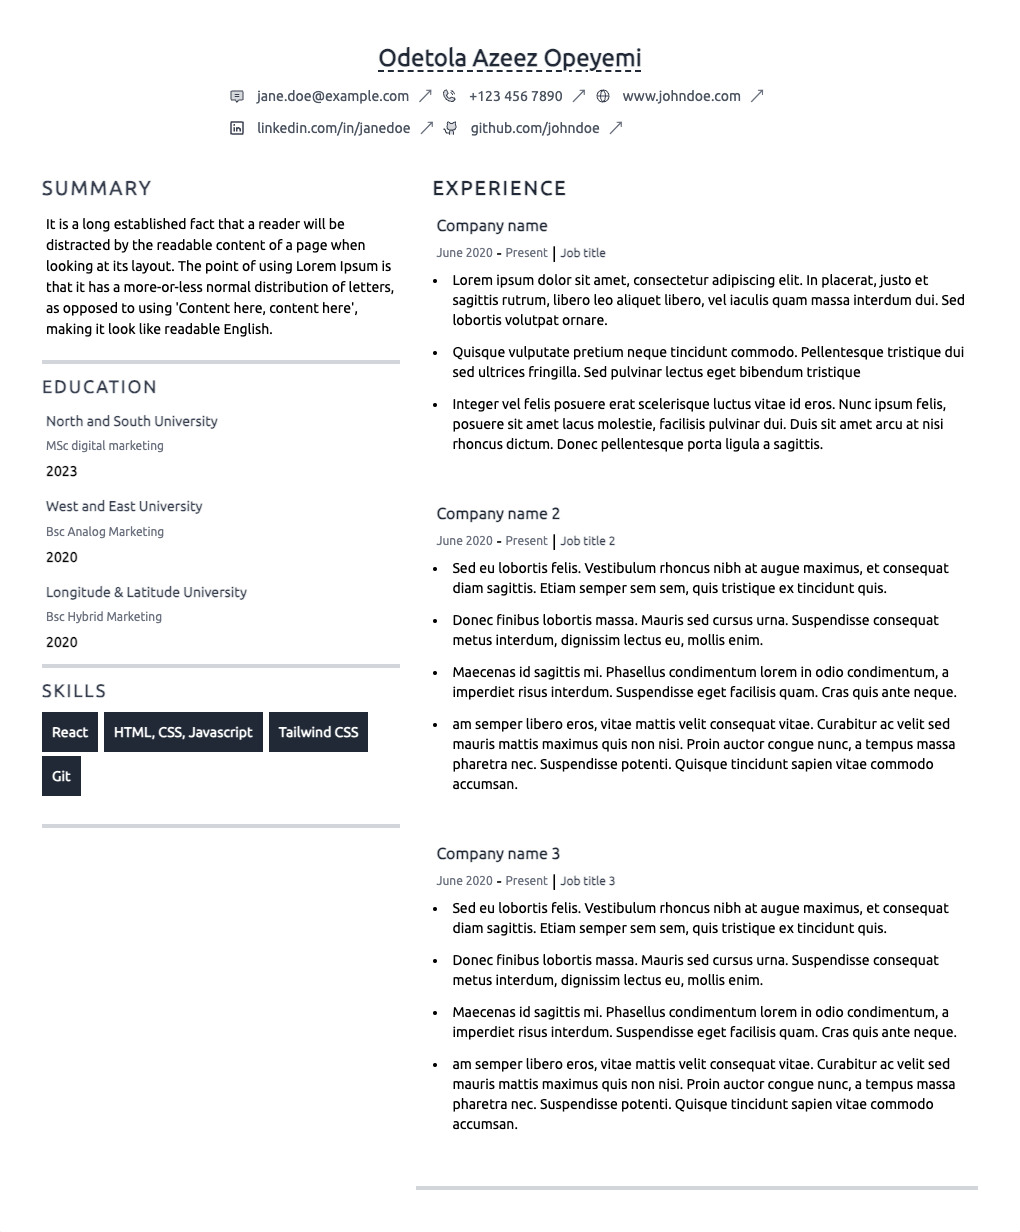 Odetola Azeez Opeyemi
jane.doe@example.com +123 456 7890 www.johndoe.com
linkedin.com/in/janedoe github.com/johndoe
SUMMARY
It is a long established fact that a reader will be
distracted by the readable content of a page when
looking at its layout. The point of using Lorem Ipsum is
that it has a more-or-less normal distribution of letters,
as opposed to using 'Content here, content here',
making it look like readable English.
EDUCATION
North and South University
MSc digital marketing
2023
West and East University
Bsc Analog Marketing
2020
Longitude & Latitude University
Bsc Hybrid Marketing
2020
SKILLS
React HTML, CSS, Javascript Tailwind CSS
Git
EXPERIENCE
Company name
June 2020 - Present | Job title
• Lorem ipsum dolor sit amet, consectetur adipiscing elit. In placerat, justo et
sagittis rutrum, libero leo aliquet libero, vel iaculis quam massa interdum dui. Sed
lobortis volutpat ornare.
• Quisque vulputate pretium neque tincidunt commodo. Pellentesque tristique dui
sed ultrices fringilla. Sed pulvinar lectus eget bibendum tristique
• Integer vel felis posuere erat scelerisque luctus vitae id eros. Nunc ipsum felis,
posuere sit amet lacus molestie, facilisis pulvinar dui. Duis sit amet arcu at nisi
rhoncus dictum. Donec pellentesque porta ligula a sagittis.
Company name 2
June 2020 - Present | Job title 2
• Sed eu lobortis felis. Vestibulum rhoncus nibh at augue maximus, et consequat
diam sagittis. Etiam semper sem sem, quis tristique ex tincidunt quis.
• Donec finibus lobortis massa. Mauris sed cursus urna. Suspendisse consequat
metus interdum, dignissim lectus eu, mollis enim.
• Maecenas id sagittis mi. Phasellus condimentum lorem in odio condimentum, a
imperdiet risus interdum. Suspendisse eget facilisis quam. Cras quis ante neque.
• am semper libero eros, vitae mattis velit consequat vitae. Curabitur ac velit sed
mauris mattis maximus quis non nisi. Proin auctor congue nunc, a tempus massa
pharetra nec. Suspendisse potenti. Quisque tincidunt sapien vitae commodo
accumsan.
Company name 3
June 2020 - Present | Job title 3
• Sed eu lobortis felis. Vestibulum rhoncus nibh at augue maximus, et consequat
diam sagittis. Etiam semper sem sem, quis tristique ex tincidunt quis.
• Donec finibus lobortis massa. Mauris sed cursus urna. Suspendisse consequat
metus interdum, dignissim lectus eu, mollis enim.
• Maecenas id sagittis mi. Phasellus condimentum lorem in odio condimentum, a
imperdiet risus interdum. Suspendisse eget facilisis quam. Cras quis ante neque.
• am semper libero eros, vitae mattis velit consequat vitae. Curabitur ac velit sed
mauris mattis maximus quis non nisi. Proin auctor congue nunc, a tempus massa
pharetra nec. Suspendisse potenti. Quisque tincidunt sapien vitae commodo
accumsan.